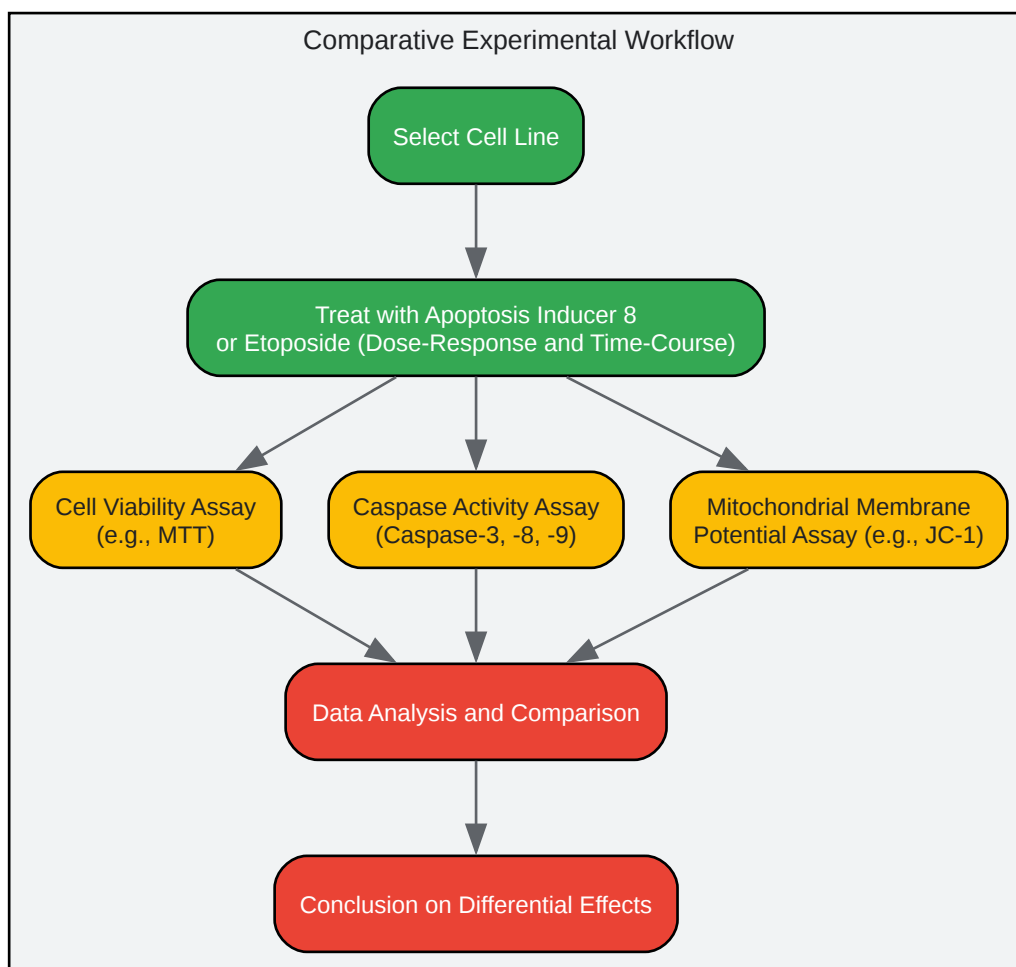 Comparative Experimental Workflow
Select Cell Line
Treat with Apoptosis Inducer 8
or Etoposide (Dose-Response and Time-Course)
Cell Viability Assay
(e.g., MTT)
Caspase Activity Assay
(Caspase-3, -8, -9)
Mitochondrial Membrane
Potential Assay (e.g., JC-1)
Data Analysis and Comparison
Conclusion on Differential Effects